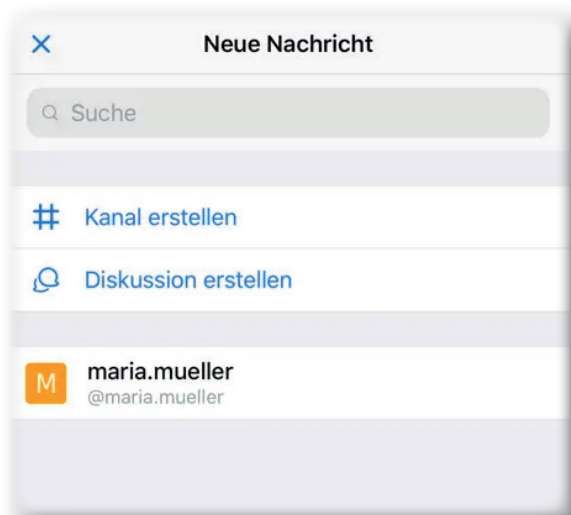 Neue Nachricht
Suche
Kanal erstellen
Diskussion erstellen
M
maria.mueller
@maria.mueller